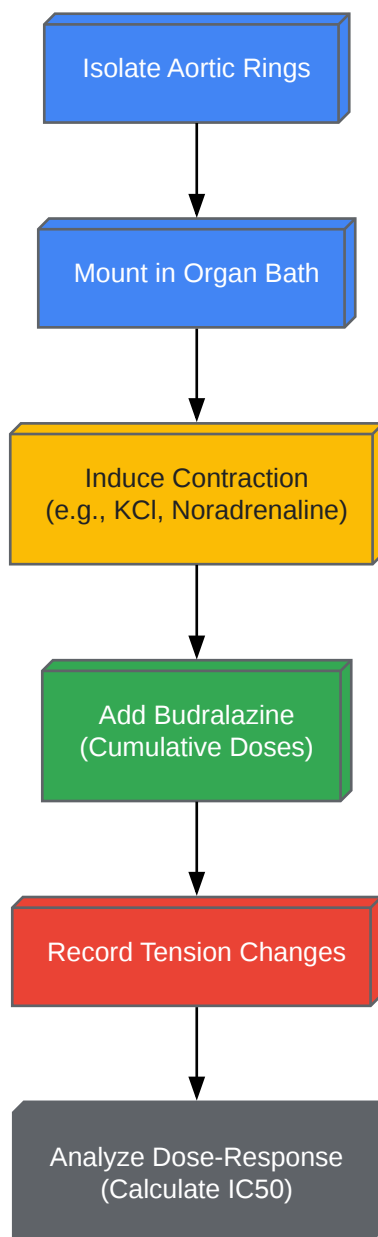 Isolate Aortic Rings
Mount in Organ Bath
Induce Contraction
(e.g., KCl, Noradrenaline)
Add Budralazine
(Cumulative Doses)
Record Tension Changes
Analyze Dose-Response
(Calculate IC50)